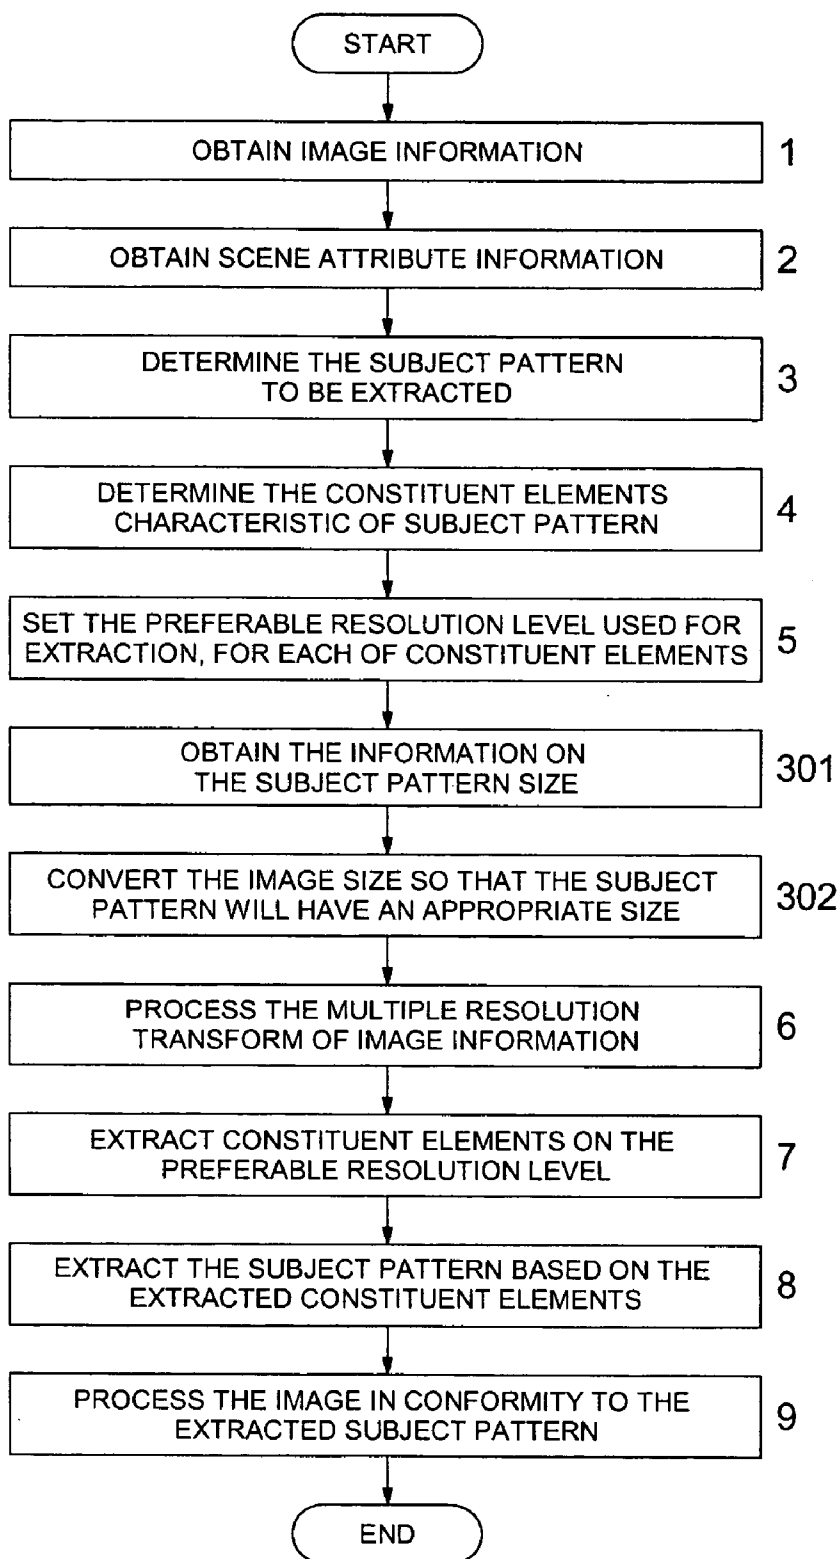 START
OBTAIN IMAGE INFORMATION
1
OBTAIN SCENE ATTRIBUTE INFORMATION
2
DETERMINE THE SUBJECT PATTERN
TO BE EXTRACTED
3
DETERMINE THE CONSTITUENT ELEMENTS
CHARACTERISTIC OF SUBJECT PATTERN
4
SET THE PREFERABLE RESOLUTION LEVEL USED FOR
EXTRACTION, FOR EACH OF CONSTITUENT ELEMENTS
5
OBTAIN THE INFORMATION ON
THE SUBJECT PATTERN SIZE
301
CONVERT THE IMAGE SIZE SO THAT THE SUBJECT
PATTERN WILL HAVE AN APPROPRIATE SIZE
302
PROCESS THE MULTIPLE RESOLUTION
TRANSFORM OF IMAGE INFORMATION
6
EXTRACT CONSTITUENT ELEMENTS ON THE
PREFERABLE RESOLUTION LEVEL
7
EXTRACT THE SUBJECT PATTERN BASED ON THE
EXTRACTED CONSTITUENT ELEMENTS
8
PROCESS THE IMAGE IN CONFORMITY TO THE
EXTRACTED SUBJECT PATTERN
9
END